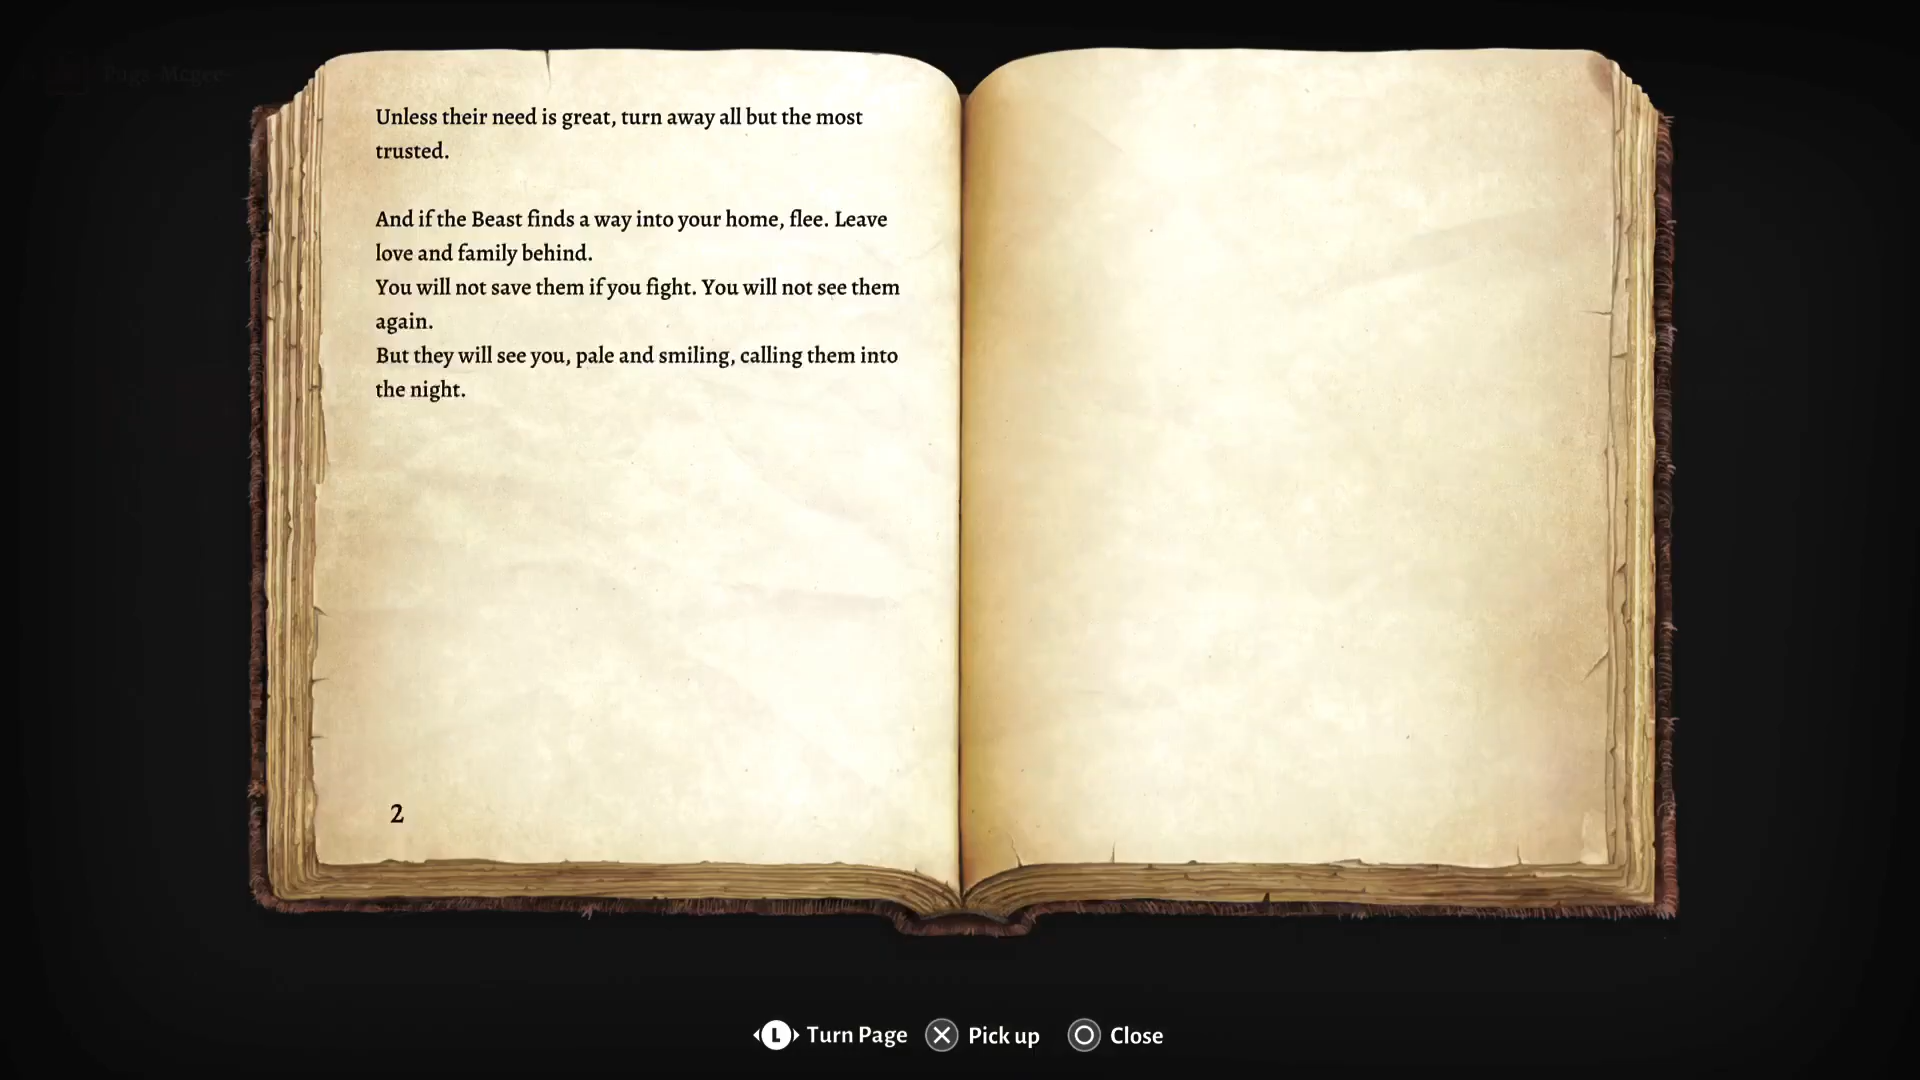 Unless their need is great, turn away all but the most
trusted.
And if the Beast finds a way into your home, flee. Leave
love and family behind.
You will not save them if you fight. You will not see them
again.
But they will see you, pale and smiling, calling them into
the night.
2
L Turn Page Pick up Close